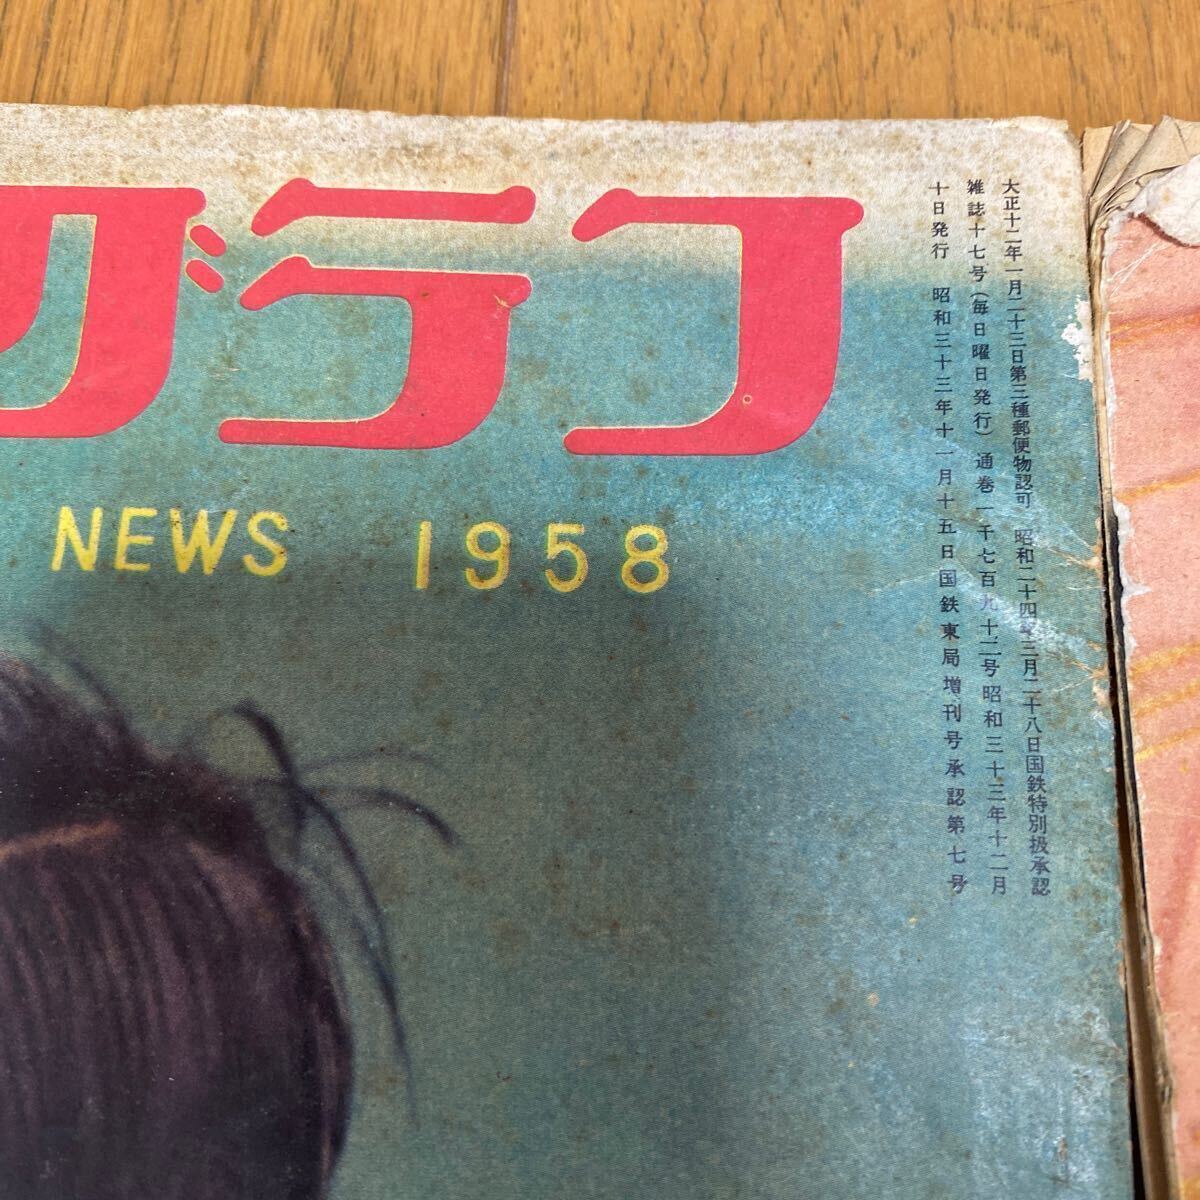 グラフ
NEWS 1958
大正十二年一月二十三日第三種郵便物認可 昭和二十四年三月二十八日国鉄特別扱承認
雑誌十七号(毎日曜日発行) 通巻一千七百九十二号昭和三十三年十二月
十日発行 昭和三十三年十一月十五日国鉄東局増刊号承認第七号